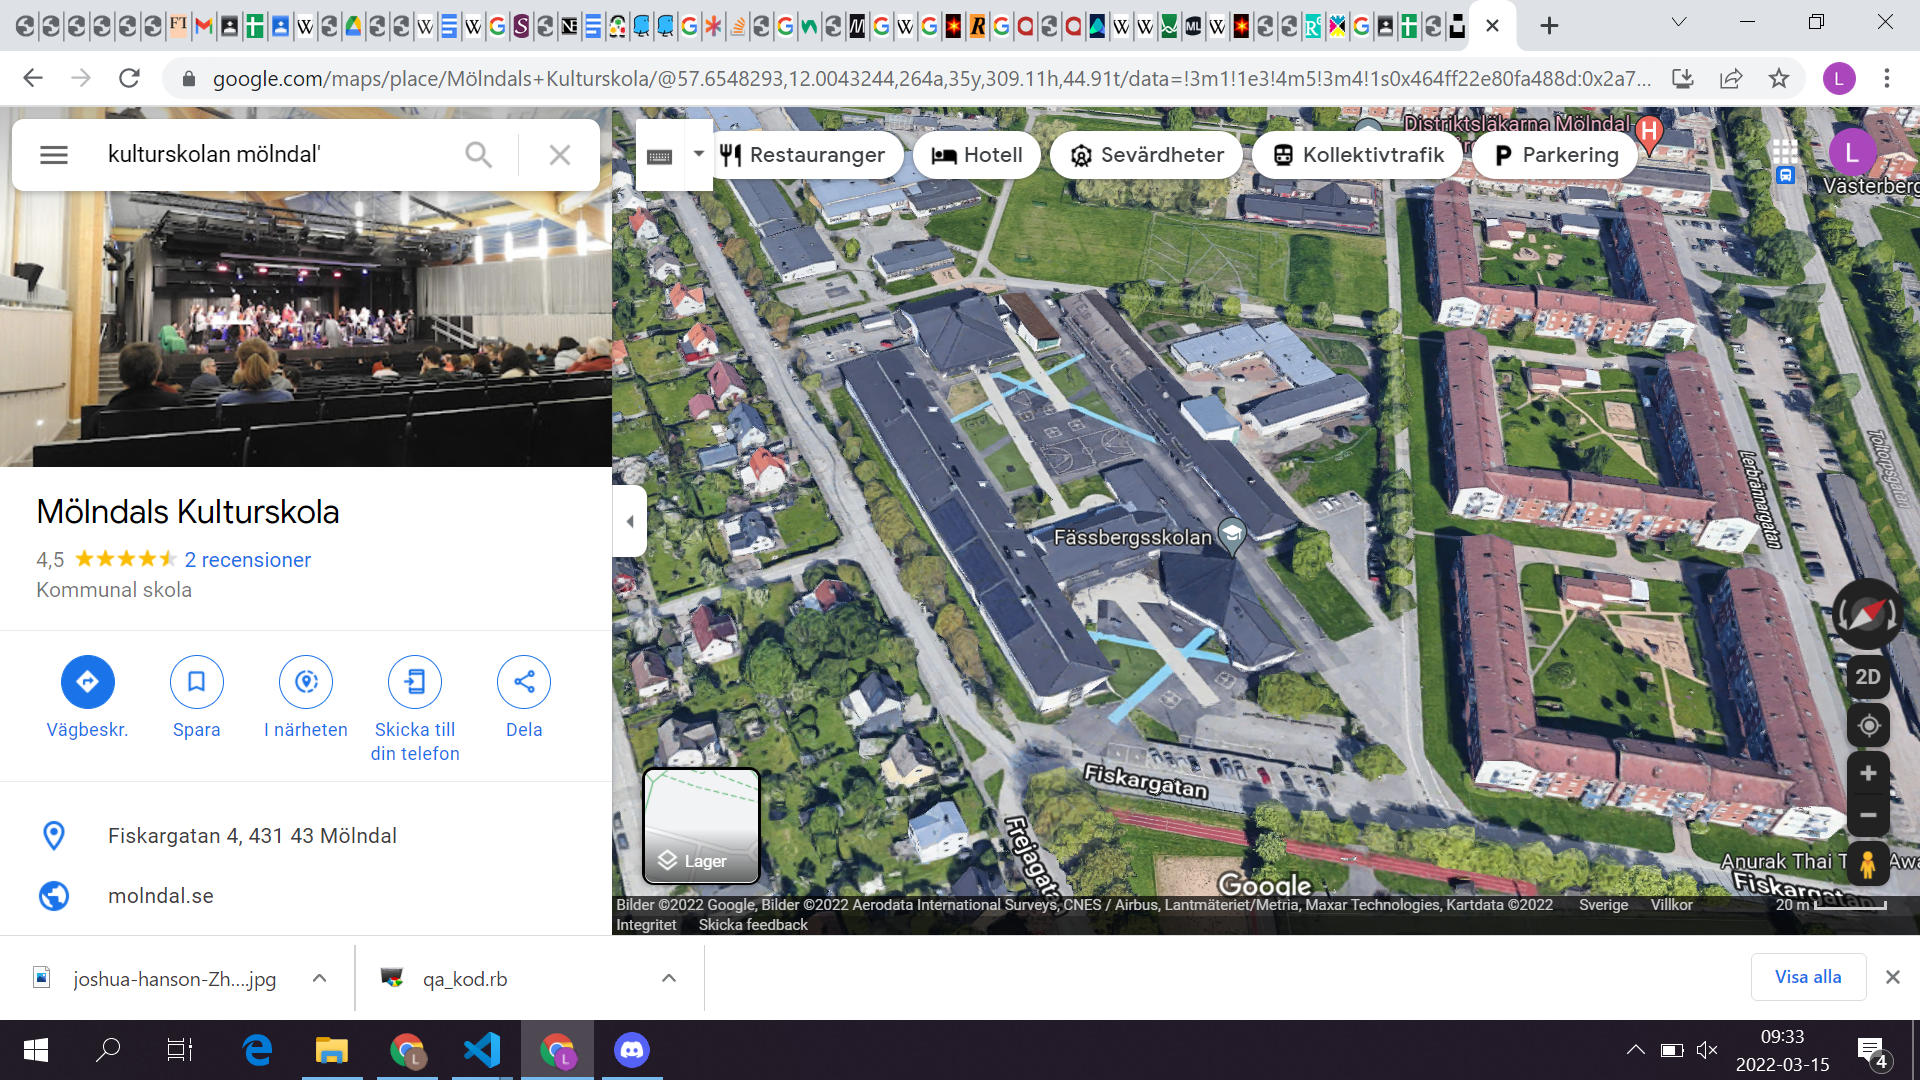 google.com/maps/place/Mölndals+Kulturskola/@57.6548293,12.0043244,264a,35y,309.11h,44.91t/data=!3m1!1e3!4m5!3m4!1s0x464ff22e80fa488d:0x2a7...
L
kulturskolan mölndal'
Restauranger
Hotell
Sevärdheter
Kollektivtrafik
Parkering
L
Distriktsläkarna Mölndal
H
Mölndals Kulturskola
4,5
2 recensioner
Kommunal skola
Vägbeskr.
Spara
I närheten
Skicka till
din telefon
Dela
Fiskargatan 4, 431 43 Mölndal
molndal.se
Fässbergsskolan
Fiskargatan
Frejagatan
Lager
2D
Google
Bilder ©2022 Google, Bilder ©2022 Aerodata International Surveys, CNES / Airbus, Lantmäteriet/Metria, Maxar Technologies, Kartdata ©2022
Sverige
Villkor
20 m
Integritet
Skicka feedback
joshua-hanson-Zh....jpg
qa_kod.rb
Visa alla
09:33
2022-03-15
4